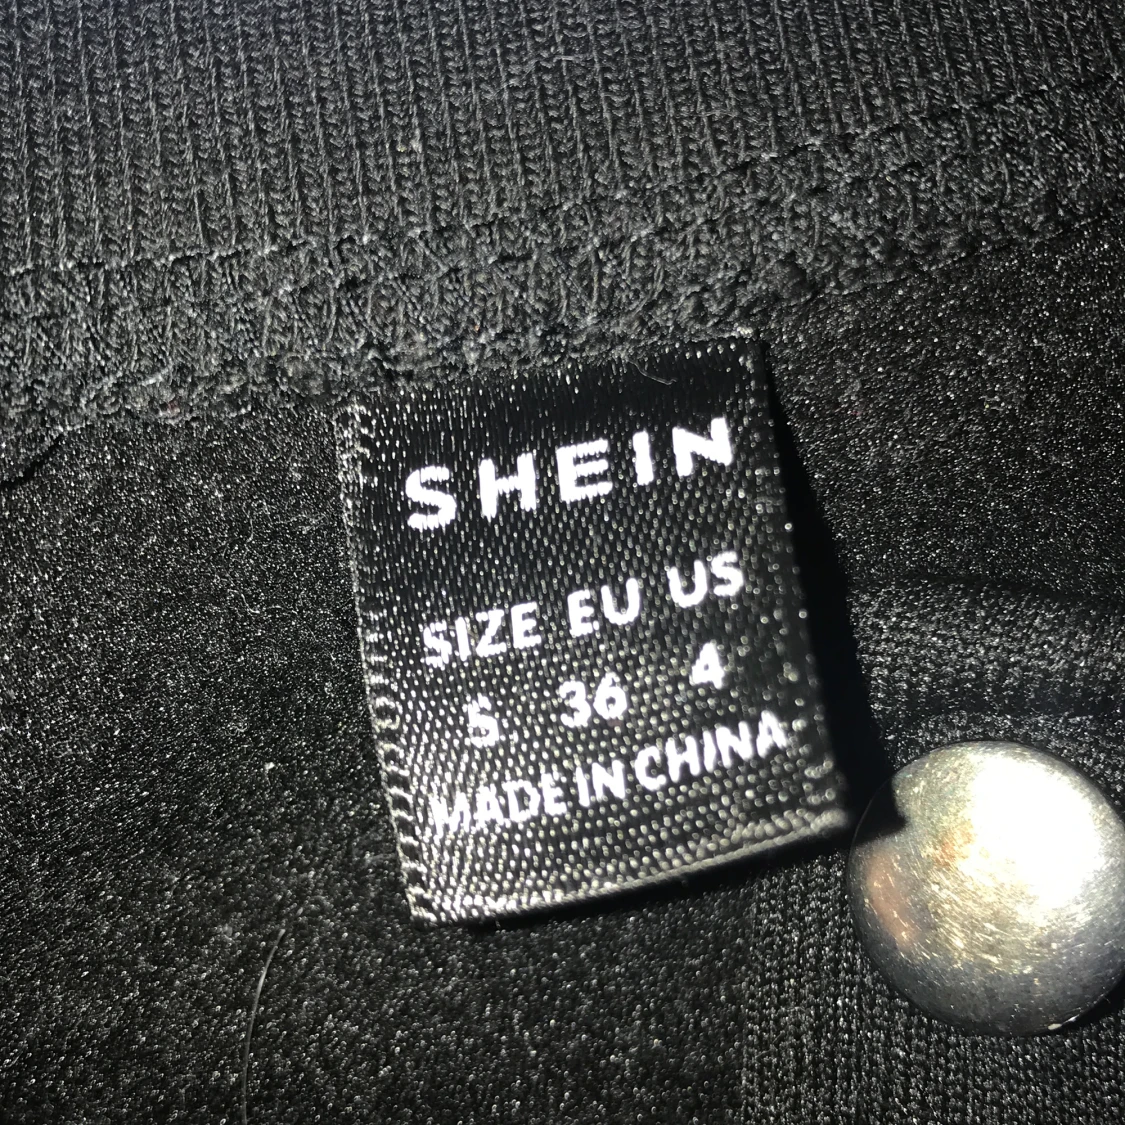 SHEIN
SIZE EU US
S 36 4
MADE IN CHINA